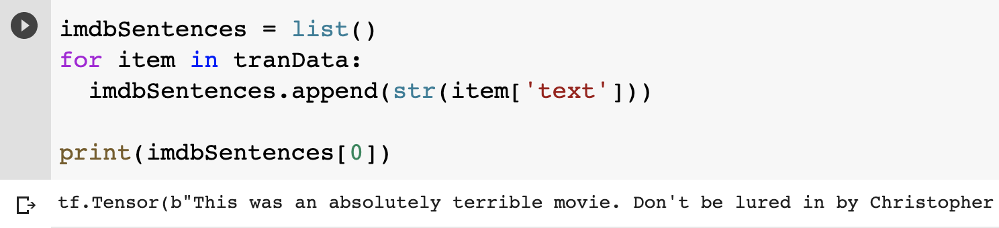 imdbSentences = list()
for item in tranData:
  imdbSentences.append(str(item['text']))
print(imdbSentences[0])
tf.Tensor(b"This was an absolutely terrible movie. Don't be lured in by Christopher